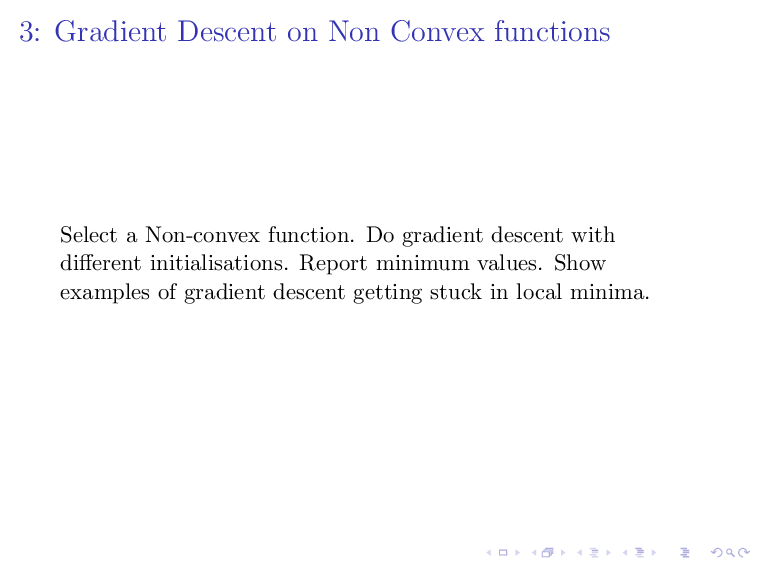 3: Gradient Descent on Non Convex functions
Select a Non-convex function. Do gradient descent with
different initialisations. Report minimum values. Show
examples of gradient descent getting stuck in local minima.